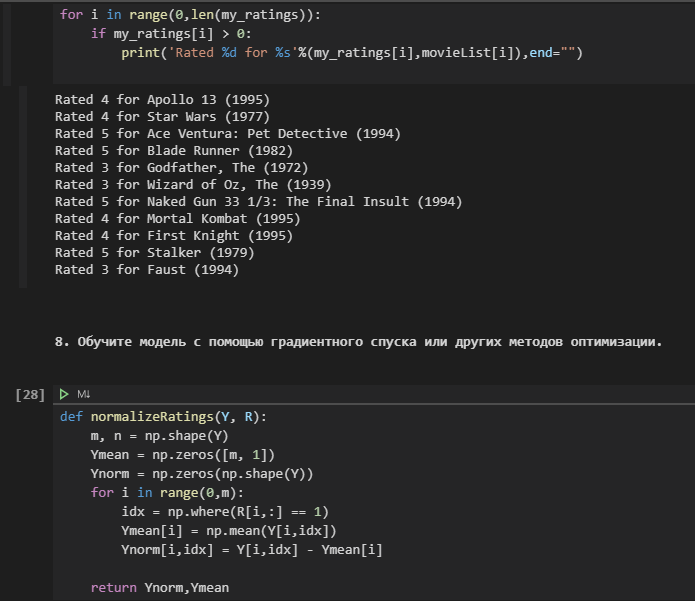 for i in range(0,len(my_ratings)):
    if my_ratings[i] > 0:
        print('Rated %d for %s'%(my_ratings[i],movieList[i]),end="")
Rated 4 for Apollo 13 (1995)
Rated 4 for Star Wars (1977)
Rated 5 for Ace Ventura: Pet Detective (1994)
Rated 5 for Blade Runner (1982)
Rated 3 for Godfather, The (1972)
Rated 3 for Wizard of Oz, The (1939)
Rated 5 for Naked Gun 33 1/3: The Final Insult (1994)
Rated 4 for Mortal Kombat (1995)
Rated 4 for First Knight (1995)
Rated 5 for Stalker (1979)
Rated 3 for Faust (1994)
8. Обучите модель с помощью градиентного спуска или других методов оптимизации.
[28] M↓
def normalizeRatings(Y, R):
    m, n = np.shape(Y)
    Ymean = np.zeros([m, 1])
    Ynorm = np.zeros(np.shape(Y))
    for i in range(0,m):
        idx = np.where(R[i,:] == 1)
        Ymean[i] = np.mean(Y[i,idx])
        Ynorm[i,idx] = Y[i,idx] - Ymean[i]
    return Ynorm,Ymean